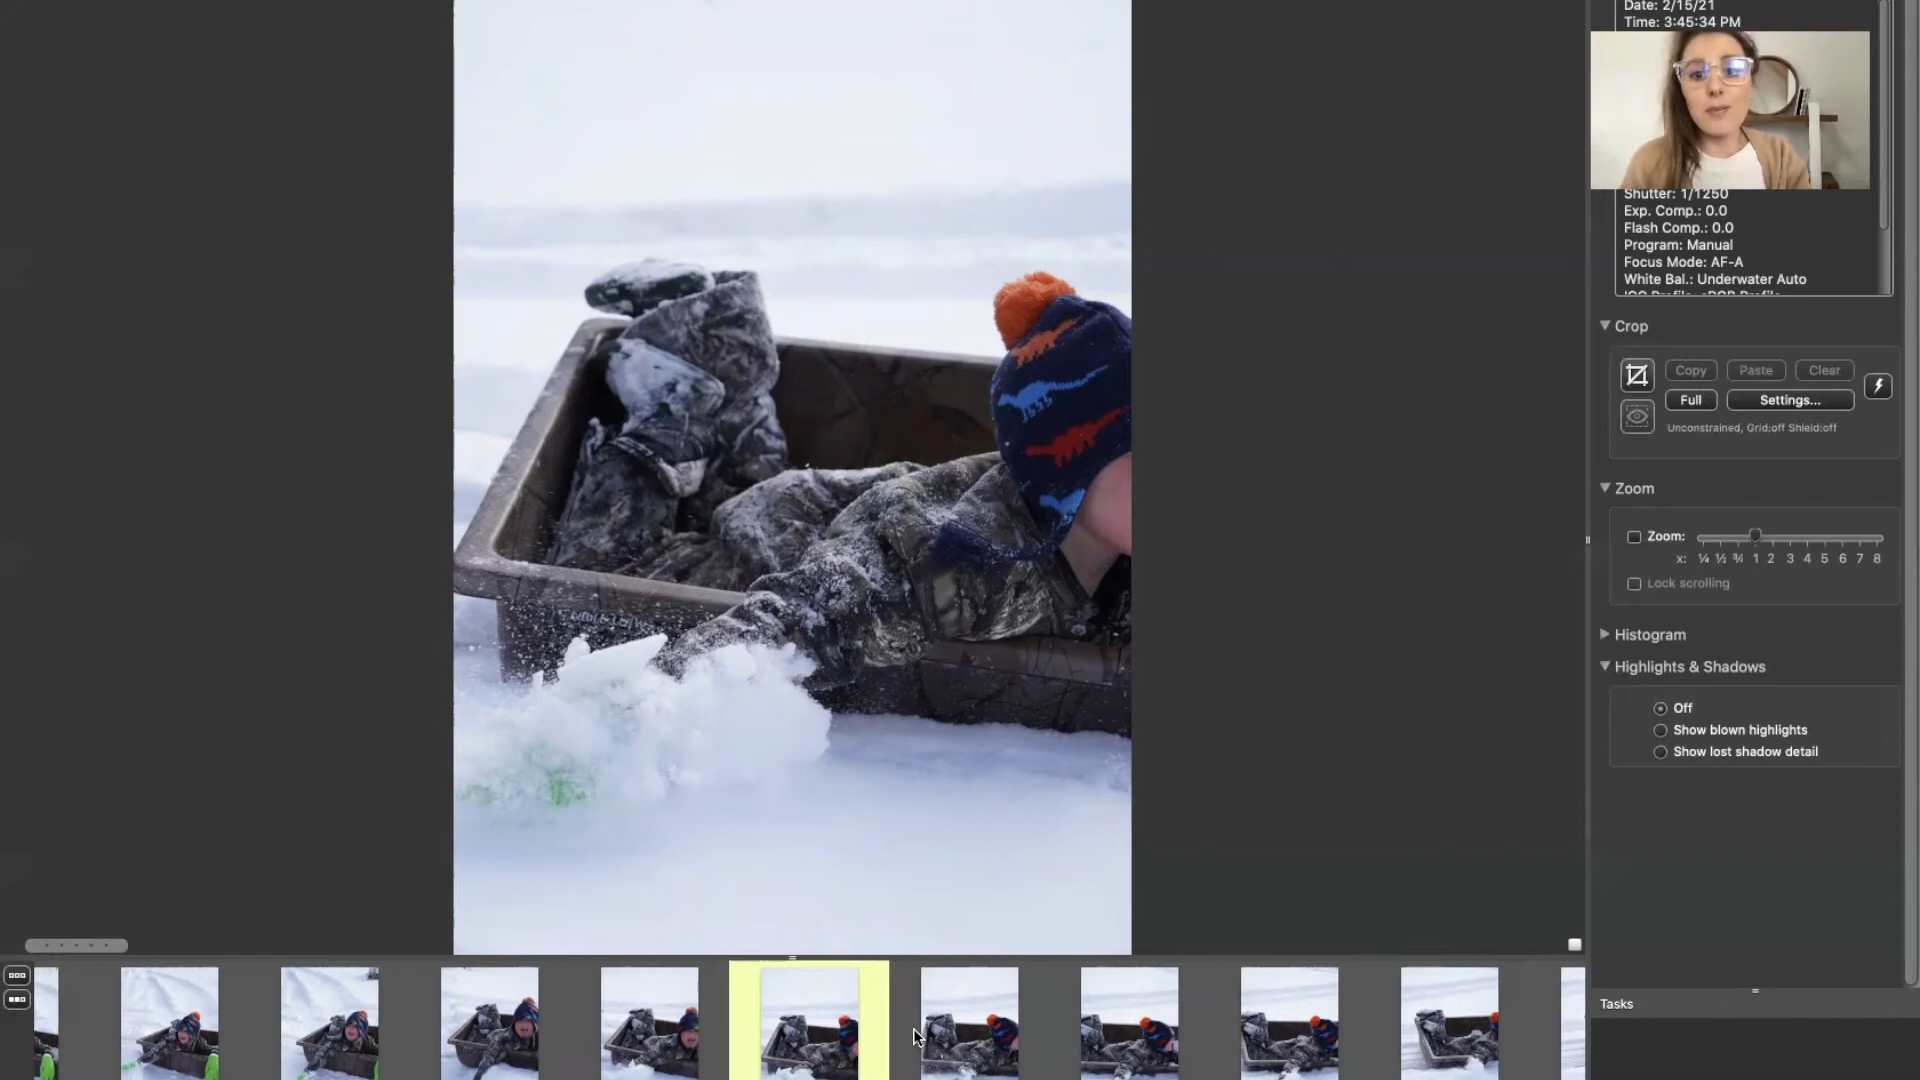 Date: 2/15/21
Time: 3:45:34 PM
Shutter: 1/1250
Exp. Comp.: 0.0
Flash Comp.: 0.0
Program: Manual
Focus Mode: AF-A
White Bal.: Underwater Auto
Crop
Copy Paste Clear
Full Settings...
Unconstrained, Grid:off Shield:off
Zoom
Zoom:
x: ¼ ½ ¾ 1 2 3 4 5 6 7 8
Lock scrolling
Histogram
Highlights & Shadows
Off
Show blown highlights
Show lost shadow detail
Tasks